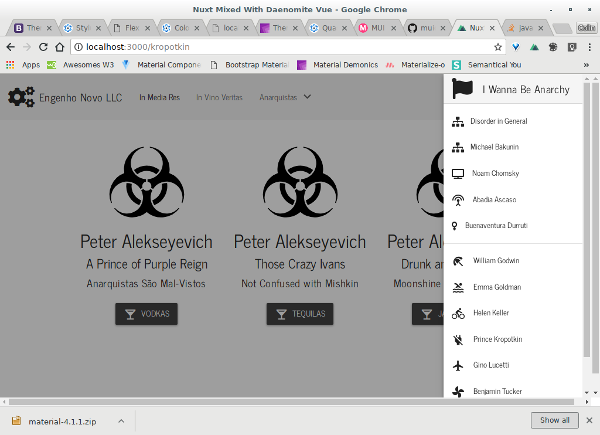 Nuxt Mixed With Daenomite Vue - Google Chrome
The
Styl
Flex
Colo
loca
The
Qua
MUI
mui
Nux
java
localhost:3000/kropotkin
Apps
Awesomes W3
Material Compone
Bootstrap Material
Material Demonics
Materialize-o
Semantical You
Engenho Novo LLC
In Media Res
In Vino Veritas
Anarquistas
I Wanna Be Anarchy
Disorder in General
Michael Bakunin
Noam Chomsky
Abadia Ascaso
Buenaventura Durruti
William Godwin
Emma Goldman
Helen Keller
Prince Kropotkin
Gino Lucetti
Benjamin Tucker
Peter Alekseyevich
A Prince of Purple Reign
Anarquistas São Mal-Vistos
VODKAS
Peter Alekseyevich
Those Crazy Ivans
Not Confused with Mishkin
TEQUILAS
Peter
Drunk an
Moonshine
material-4.1.1.zip
Show all